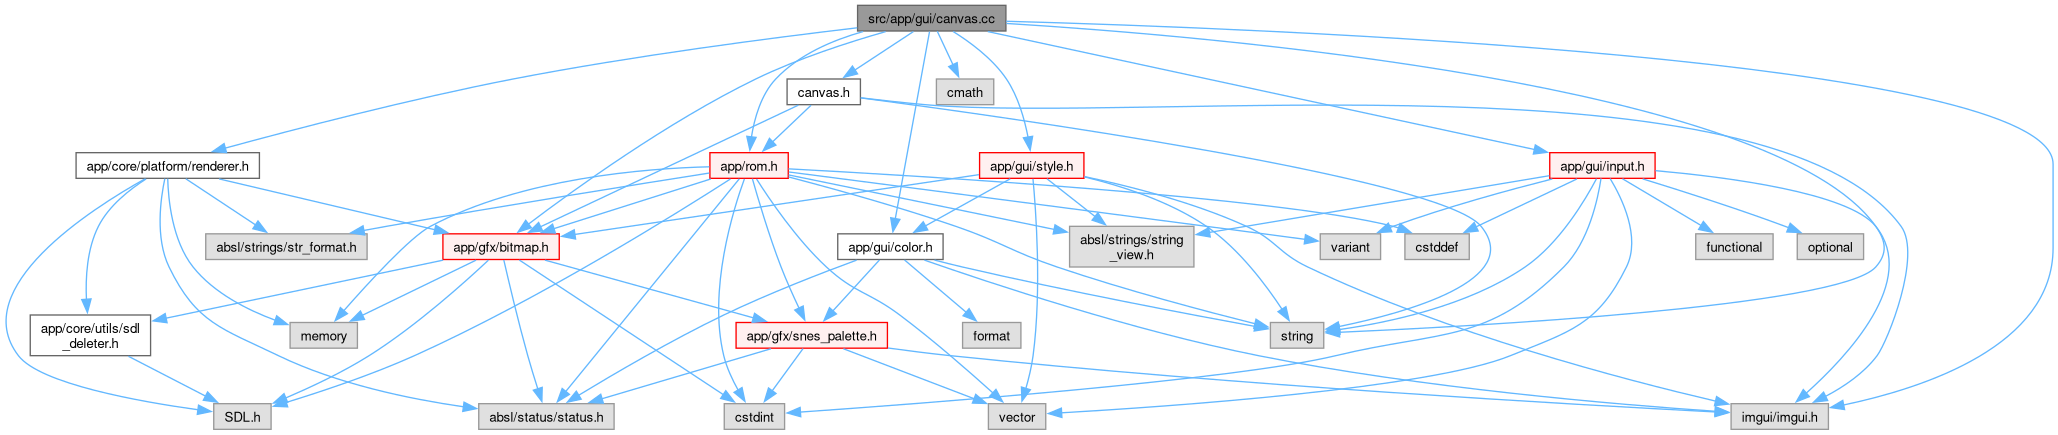 src/app/gui/canvas.cc
canvas.h
cmath
app/core/platform/renderer.h
app/rom.h
app/gui/style.h
app/gui/input.h
absl/strings/str_format.h
app/gfx/bitmap.h
app/gui/color.h
absl/strings/string
_view.h
variant
cstddef
functional
optional
app/core/utils/sdl
_deleter.h
memory
app/gfx/snes_palette.h
format
string
SDL.h
absl/status/status.h
cstdint
vector
imgui/imgui.h